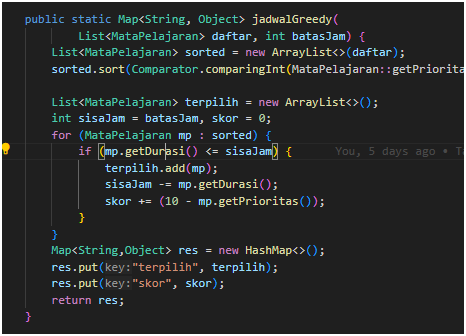 public static Map<String, Object> jadwalGreedy(
List<MataPelajaran> daftar, int batasJam) {
List<MataPelajaran> sorted = new ArrayList<>(daftar);
sorted.sort(Comparator.comparingInt(MataPelajaran::getPriorita
List<MataPelajaran> terpilih = new ArrayList<>();
int sisaJam = batasJam, skor = 0;
for (MataPelajaran mp : sorted) {
if (mp.getDurasi() <= sisaJam) { You, 5 days ago • Ta
terpilih.add(mp);
sisaJam -= mp.getDurasi();
skor += (10 - mp.getPrioritas());
}
}
Map<String,Object> res = new HashMap<>();
res.put(key:"terpilih", terpilih);
res.put(key:"skor", skor);
return res;
}